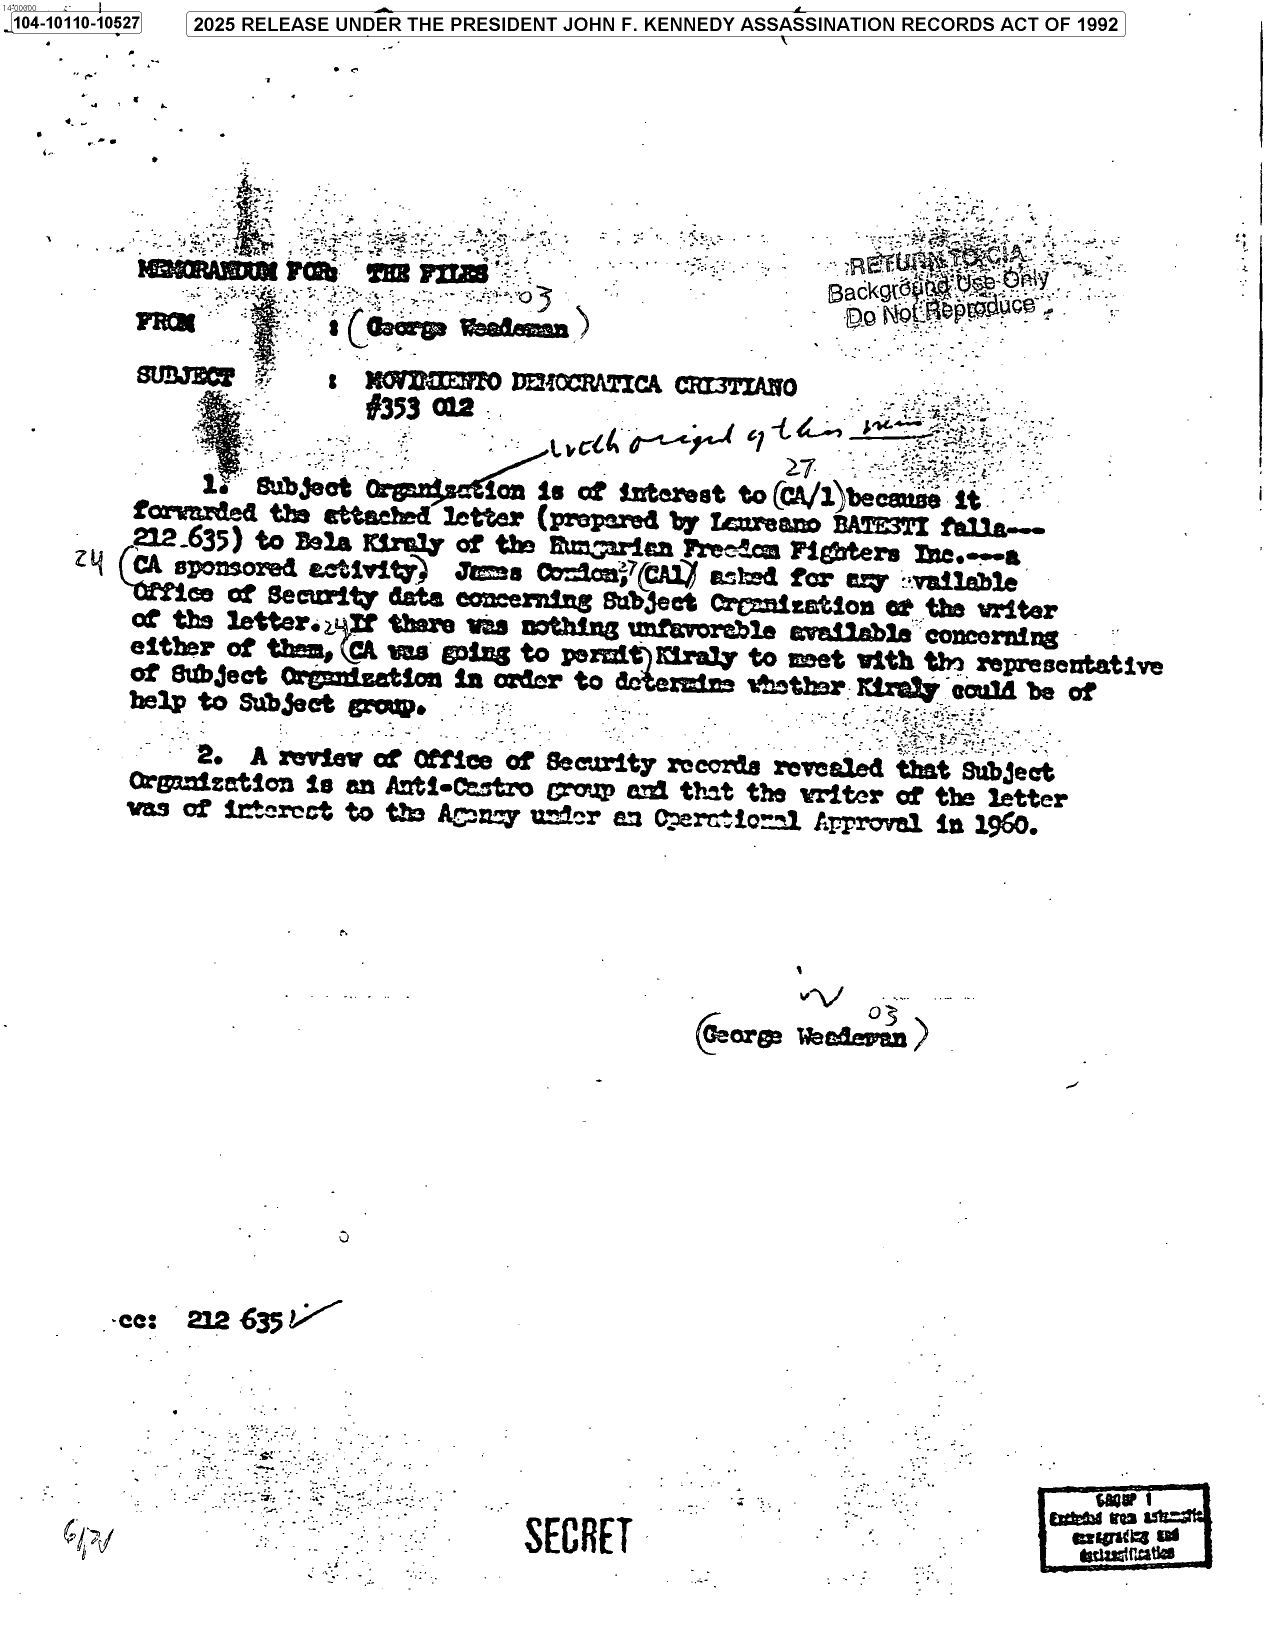 14-00000
104-10110-10527
2025 RELEASE UNDER THE PRESIDENT JOHN F. KENNEDY ASSASSINATION RECORDS ACT OF 1992
MEMORANDUM FOR: THE FILES
RETURN TO CIA
Background Use Only
Do Not Reproduce
03
FROM : (George Weademan)
SUBJECT : MOVIMIENTO DEMOCRATICA CRISTIANO
#353 012
with original of this memo
27
1. Subject Organization is of interest to (CA/1) because it
forwarded the attached letter (prepared by Laureano BATESTI falla---
212 635) to Bela Kiraly of the Hungarian Freedom Fighters Inc.---a
24 (CA sponsored activity) James Condon, 27 (CA1) asked for any available
Office of Security data concerning Subject Organization or the writer
of the letter. 24 If there was nothing unfavorable available concerning
either of them, (CA was going to permit) Kiraly to meet with the representative
of Subject Organization in order to determine whether Kiraly could be of
help to Subject group.
2. A review of Office of Security records revealed that Subject
Organization is an Anti-Castro group and that the writer of the letter
was of interest to the Agency under an Operational Approval in 1960.
03
(George Weademan)
cc: 212 635
SECRET
GROUP 1
Excluded from automatic
downgrading and
declassification